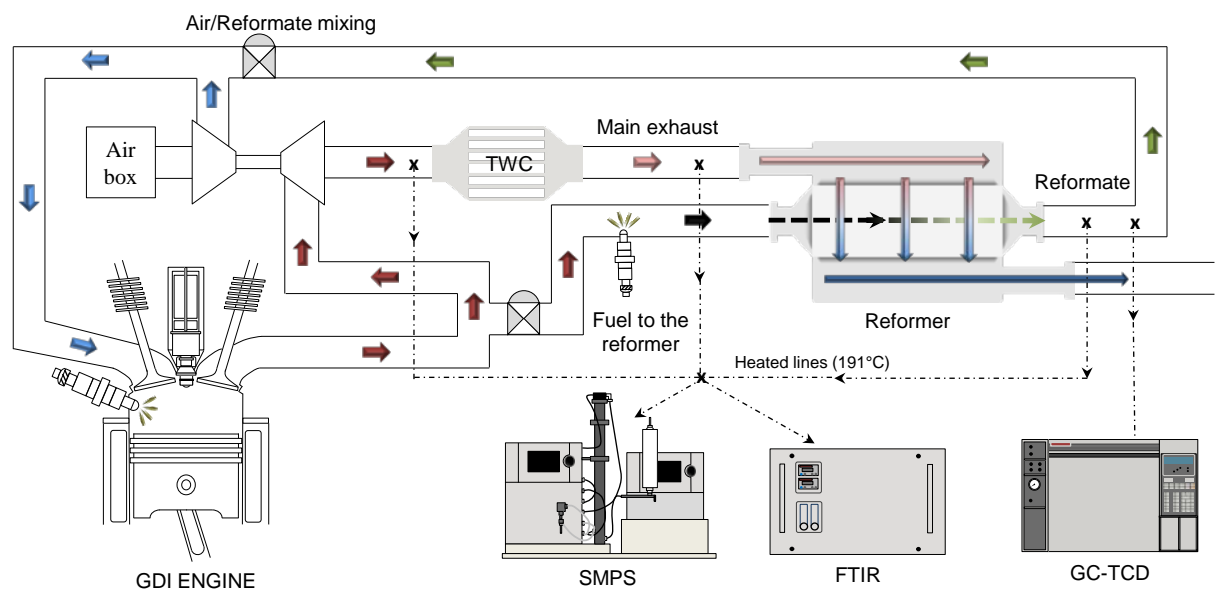 Air/Reformate mixing
Air
box
TWC
Main exhaust
x
x
Reformate
x
x
Fuel to the
reformer
Reformer
Heated lines (191°C)
x
GDI ENGINE
SMPS
FTIR
GC-TCD